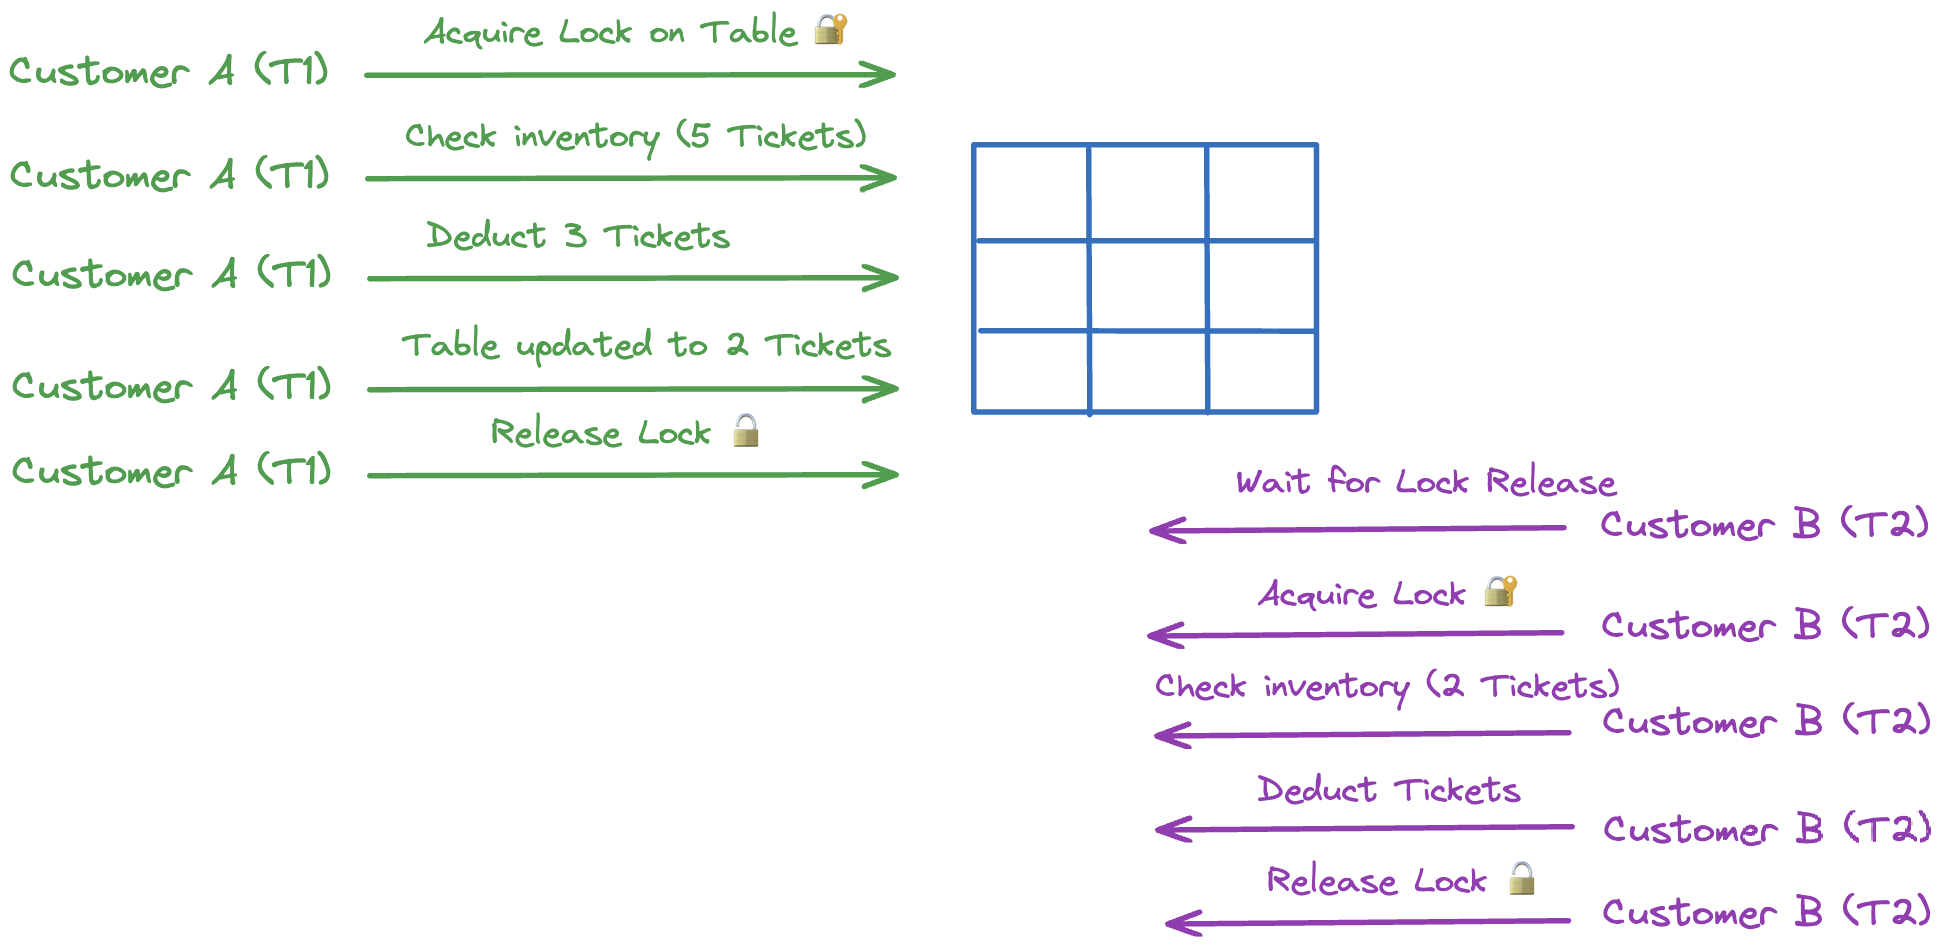 Acquire Lock on Table
Customer A (T1)
Check inventory (5 Tickets)
Customer A (T1)
Deduct 3 Tickets
Customer A (T1)
Table updated to 2 Tickets
Customer A (T1)
Release Lock
Customer A (T1)
Wait for Lock Release
Customer B (T2)
Acquire Lock
Customer B (T2)
Check inventory (2 Tickets)
Customer B (T2)
Deduct Tickets
Customer B (T2)
Release Lock
Customer B (T2)